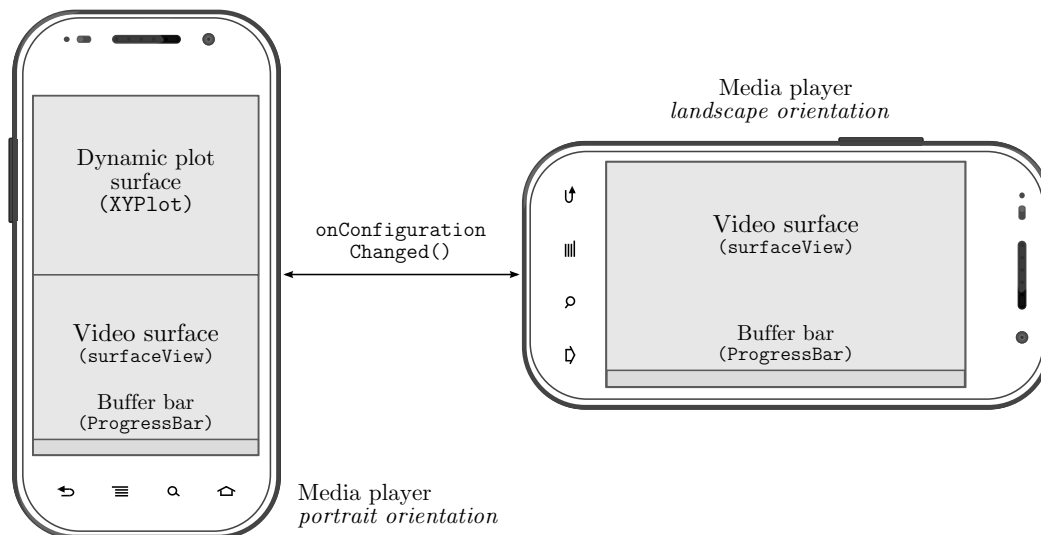 Dynamic plot
surface
(XYPlot)
Video surface
(surfaceView)
Buffer bar
(ProgressBar)
Media player
portrait orientation
onConfiguration
Changed()
Media player
landscape orientation
Video surface
(surfaceView)
Buffer bar
(ProgressBar)